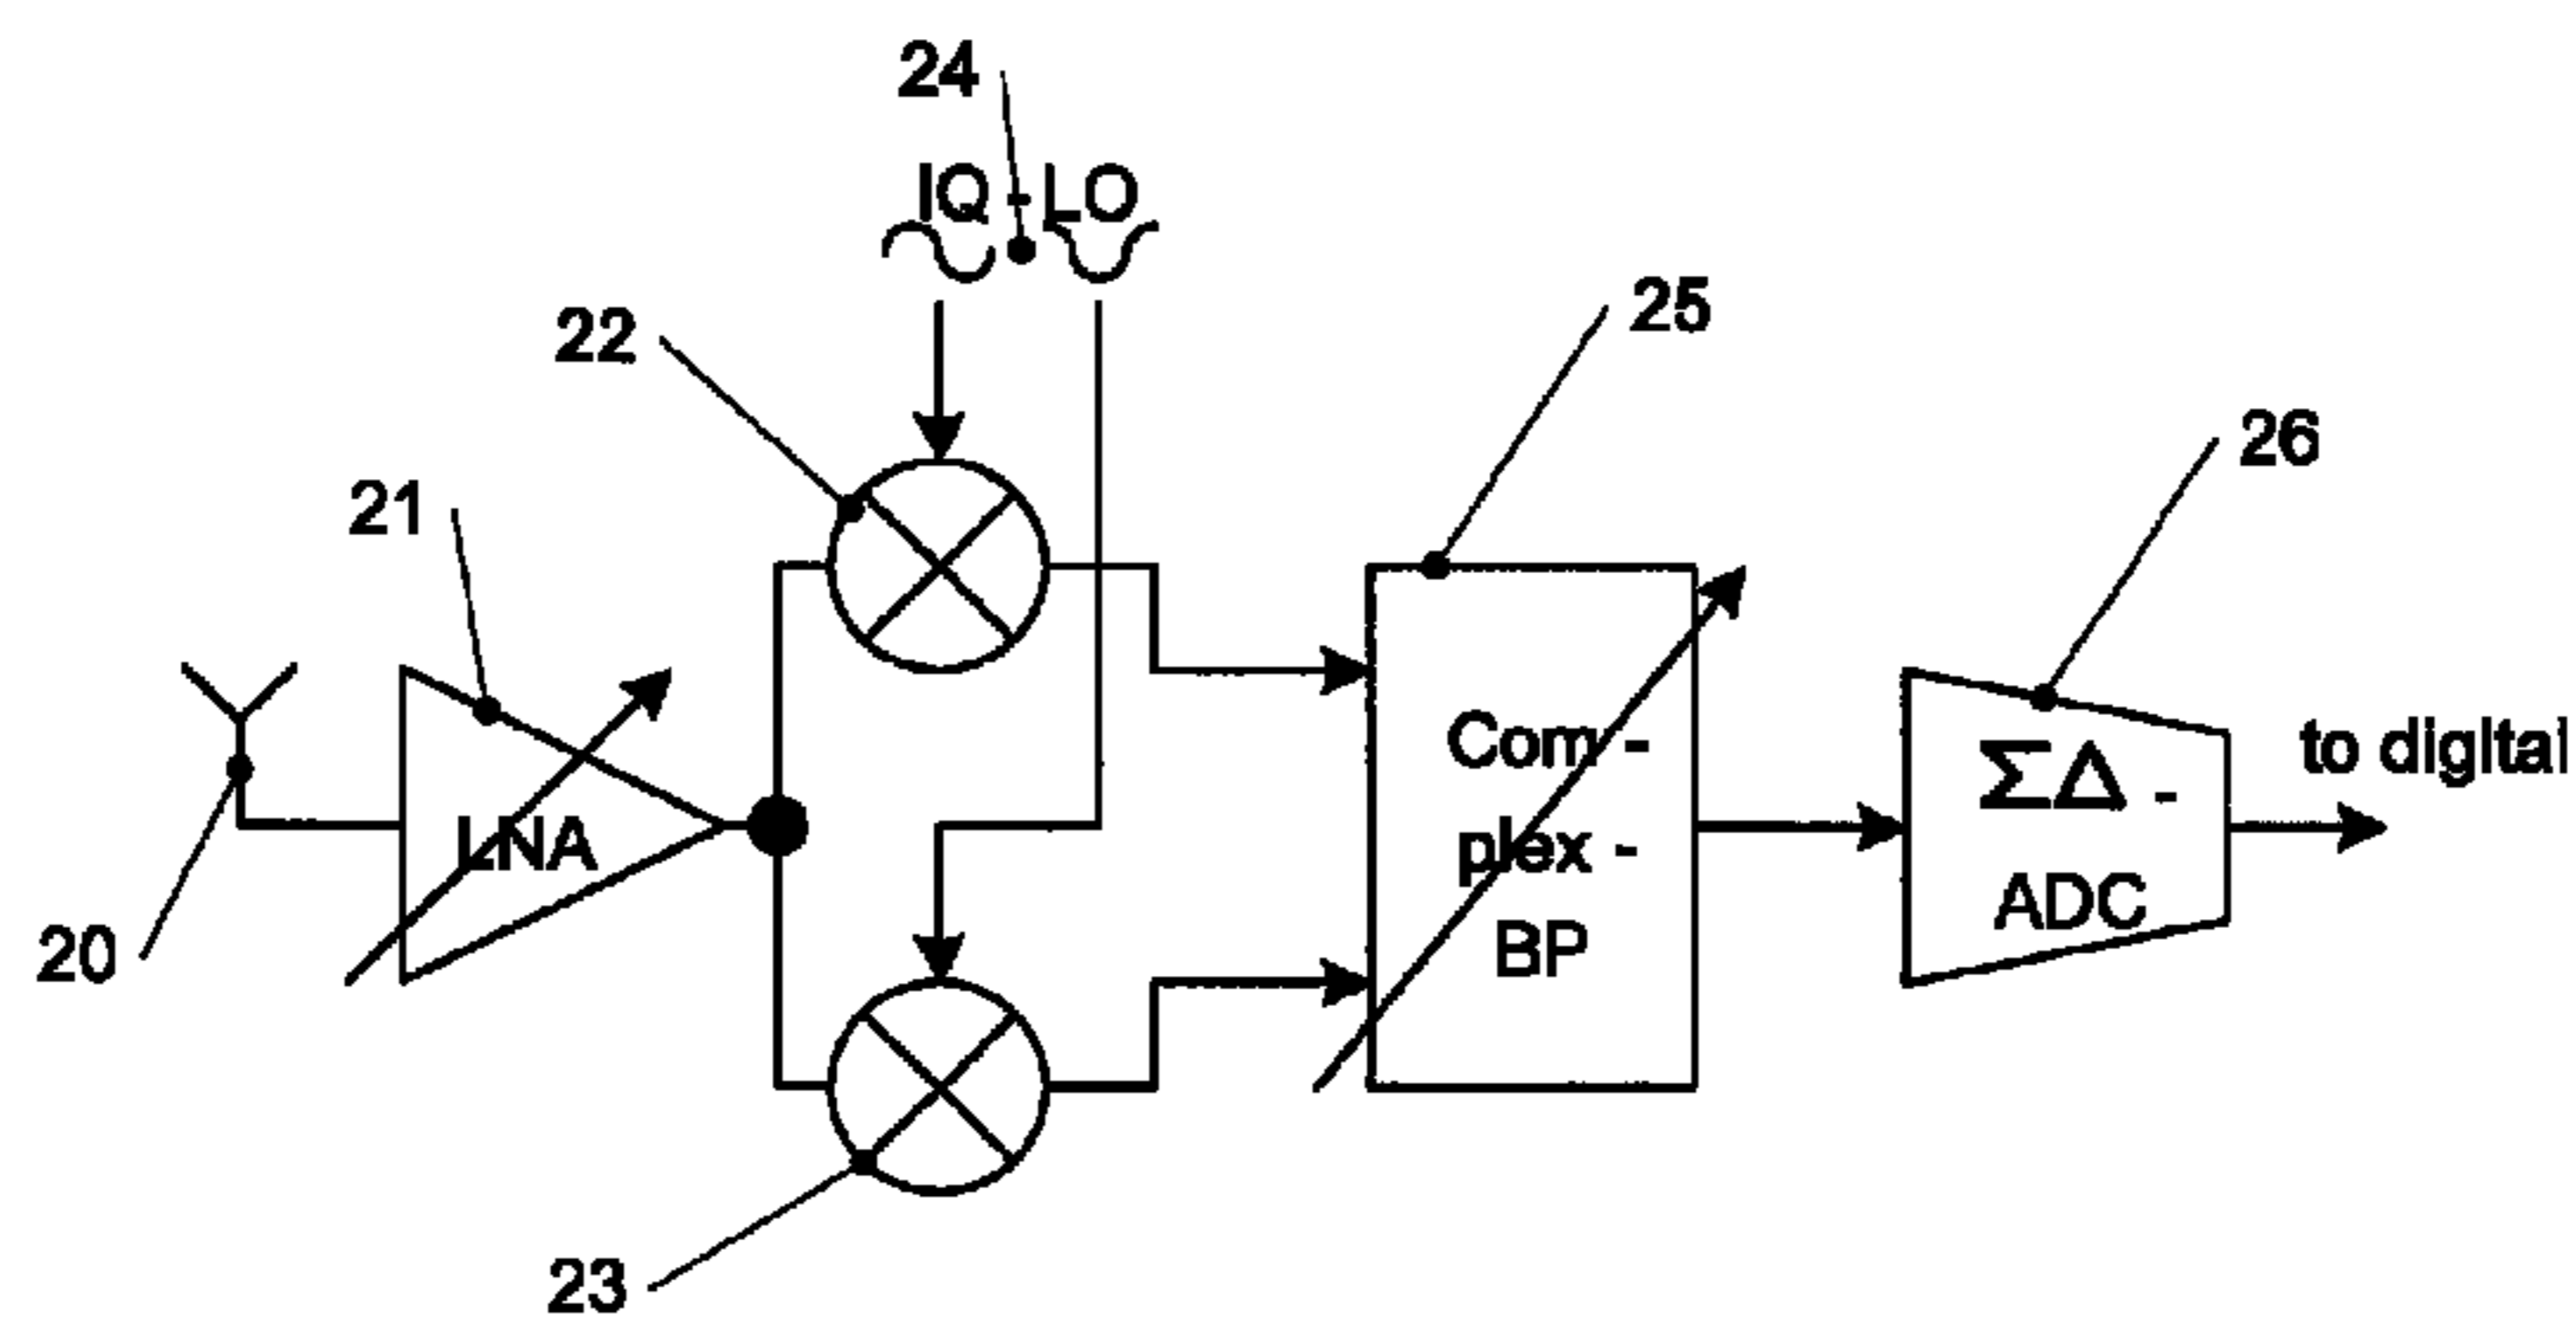 24
IQ - LO
22
25
26
21
Com -
plex -
BP
ΣΔ -
ADC
to digital
LNA
20
23